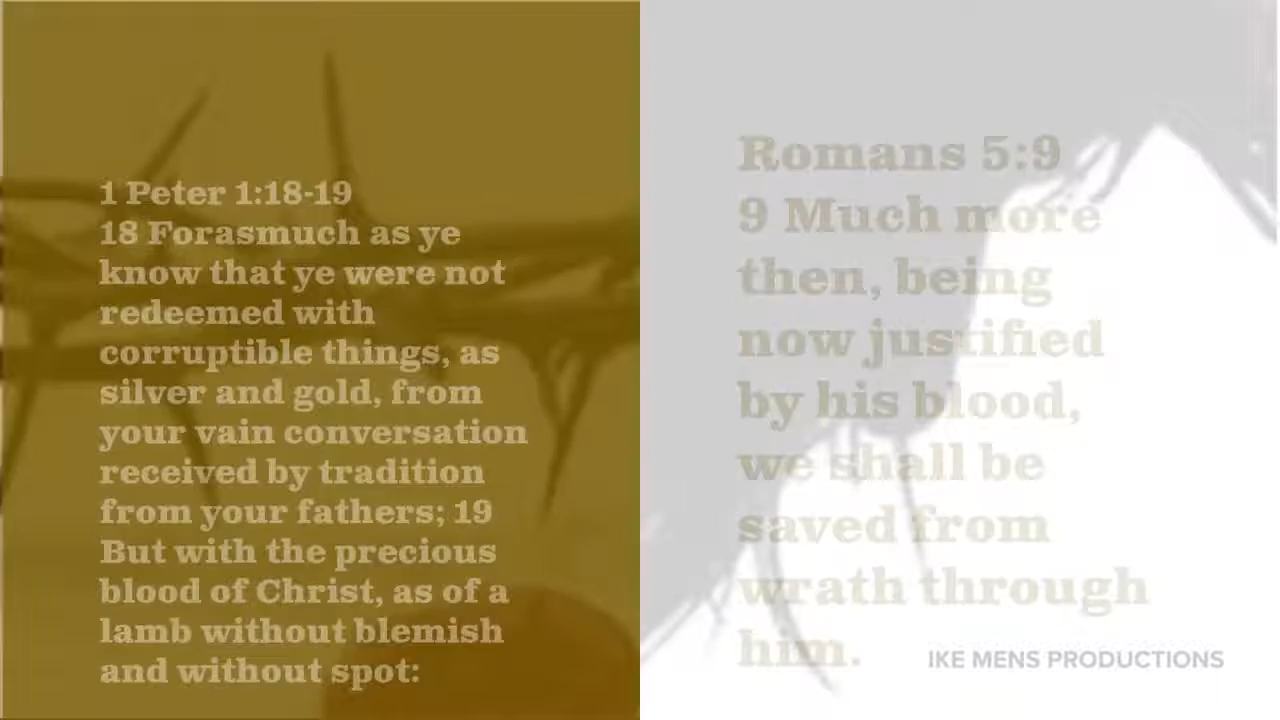 1 Peter 1:18-19
18 Forasmuch as ye
know that ye were not
redeemed with
corruptible things, as
silver and gold, from
your vain conversation
received by tradition
from your fathers; 19
But with the precious
blood of Christ, as of a
lamb without blemish
and without spot:
Romans 5:9
9 Much more
then, being
now justified
by his blood,
we shall be
saved from
wrath through
him.
IKE MENS PRODUCTIONS